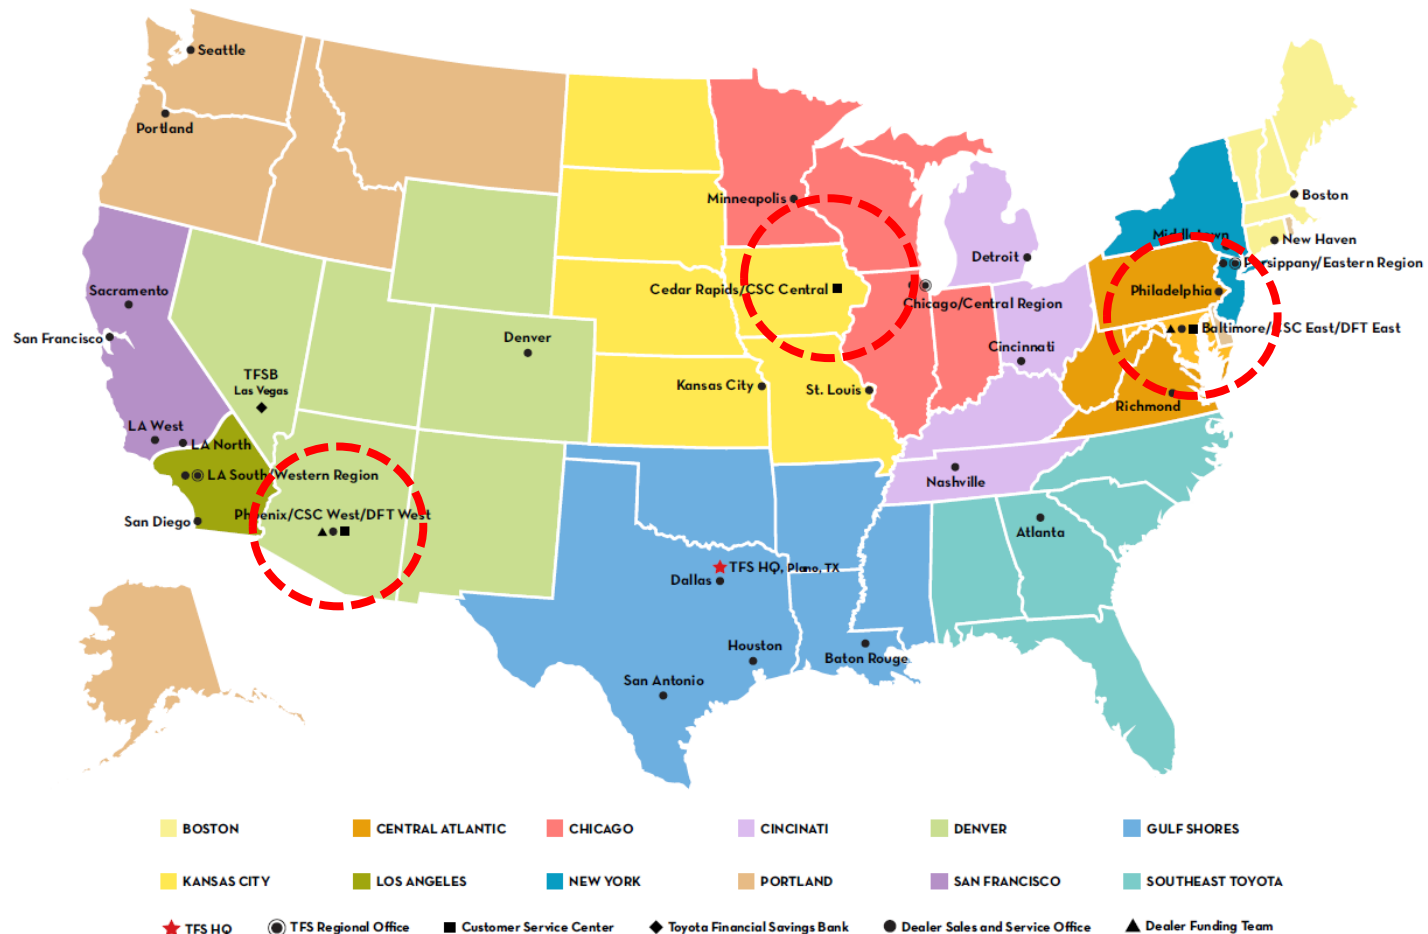 Seattle
Portland
Minneapolis
Boston
Middletown
New Haven
Detroit
Parsippany/Eastern Region
Sacramento
Cedar Rapids/CSC Central
Philadelphia
Chicago/Central Region
San Francisco
Denver
Baltimore/CSC East/DFT East
Cincinnati
TFSB
Las Vegas
Kansas City
St. Louis
Richmond
LA West
LA North
LA South/Western Region
Nashville
Phoenix/CSC West/DFT West
San Diego
Atlanta
TFS HQ, Plano, TX
Dallas
Houston
Baton Rouge
San Antonio
BOSTON CENTRAL ATLANTIC CHICAGO CINCINATI DENVER GULF SHORES
KANSAS CITY LOS ANGELES NEW YORK PORTLAND SAN FRANCISCO SOUTHEAST TOYOTA
TFS HQ TFS Regional Office Customer Service Center Toyota Financial Savings Bank Dealer Sales and Service Office Dealer Funding Team